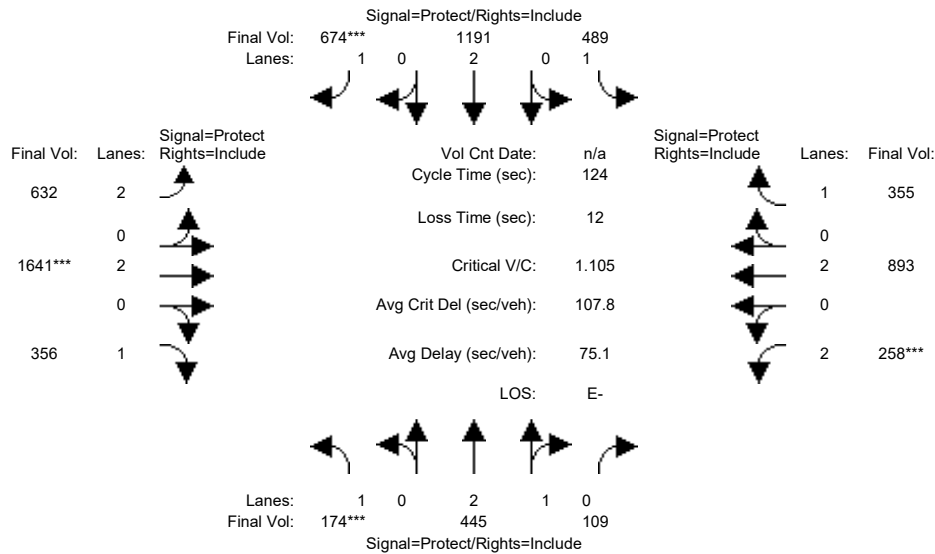 Signal=Protect/Rights=Include
Final Vol: 674*** 1191 489
Lanes: 1 0 2 0 1
Signal=Protect
Final Vol: Lanes: Rights=Include
Vol Cnt Date: n/a
Signal=Protect
Rights=Include Lanes: Final Vol:
Cycle Time (sec): 124
632 2
1 355
Loss Time (sec): 12
0
0
1641*** 2
Critical V/C: 1.105
2 893
0
Avg Crit Del (sec/veh): 107.8
0
356 1
Avg Delay (sec/veh): 75.1
2 258***
LOS: E-
Lanes: 1 0 2 1 0
Final Vol: 174*** 445 109
Signal=Protect/Rights=Include